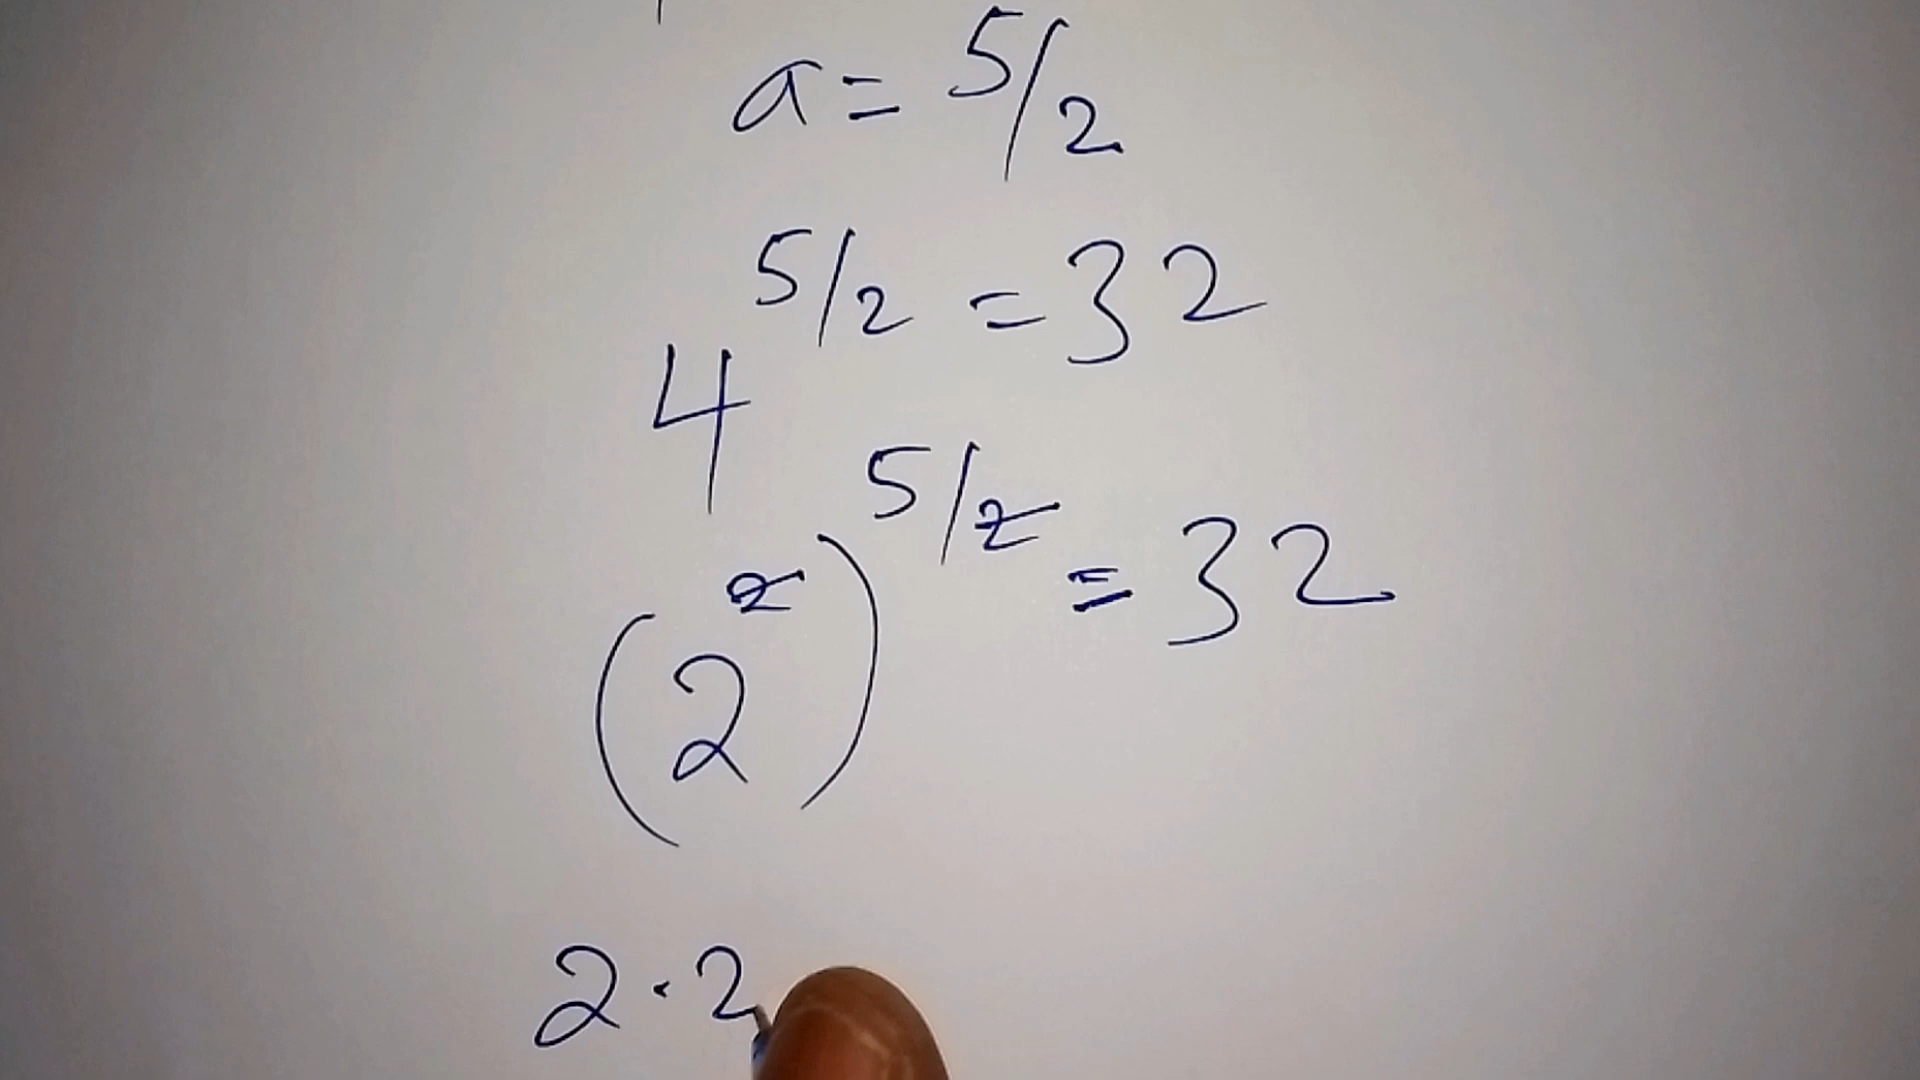 a = 5/2
4^{5/2} = 32
(2^2)^{5/2} = 32
2 · 2